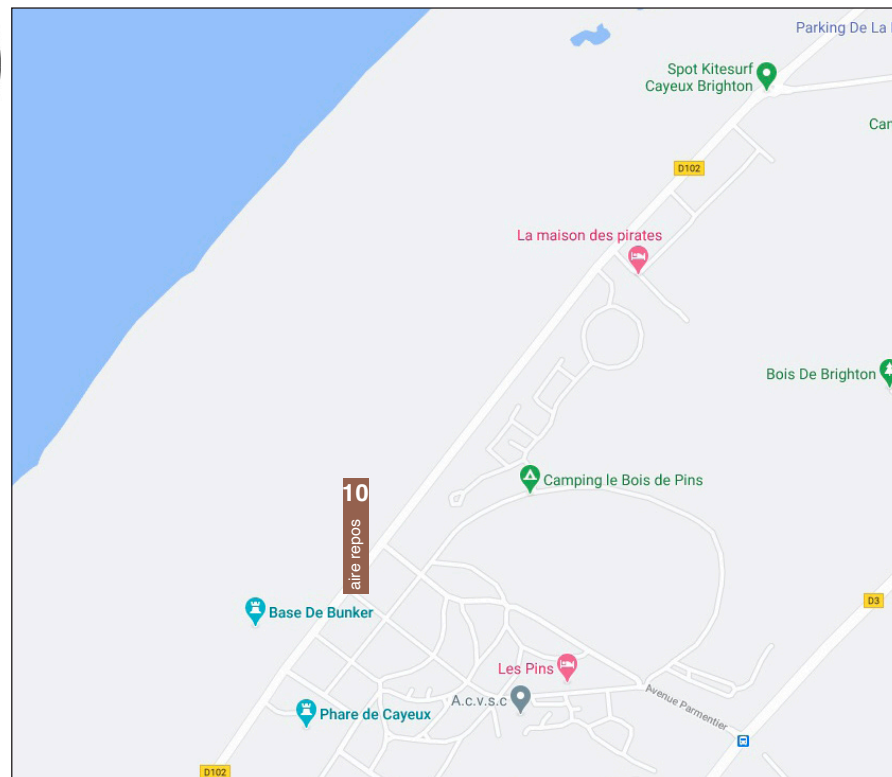 Parking De La
Spot Kitesurf
Cayeux Brighton
D102
La maison des pirates
Bois De Brighton
Camping le Bois de Pins
10
aire repos
Base De Bunker
D3
Les Pins
A.c.v.s.c
Avenue Parmentier
Phare de Cayeux
D102